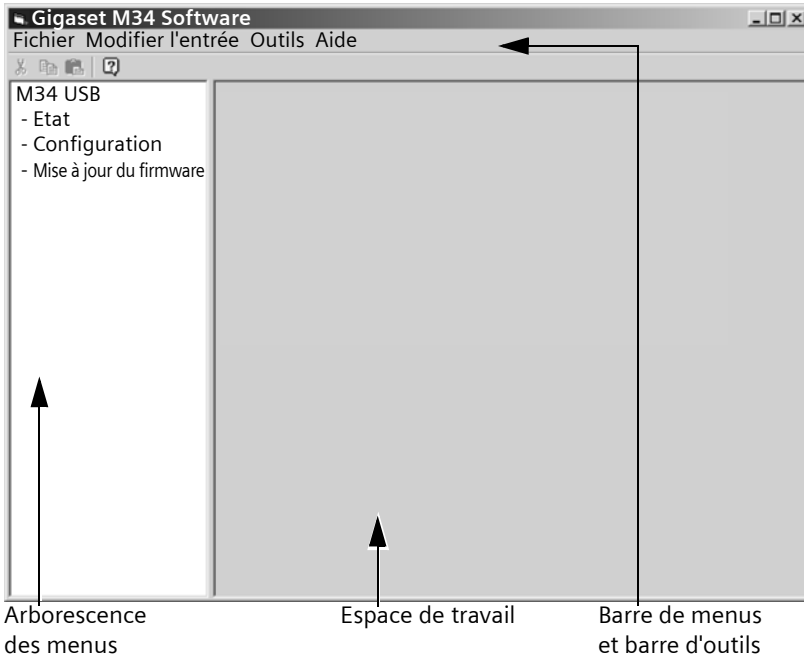 Gigaset M34 Software
Fichier Modifier l'entrée Outils Aide
M34 USB
- Etat
- Configuration
- Mise à jour du firmware
Arborescence
des menus
Espace de travail
Barre de menus
et barre d'outils